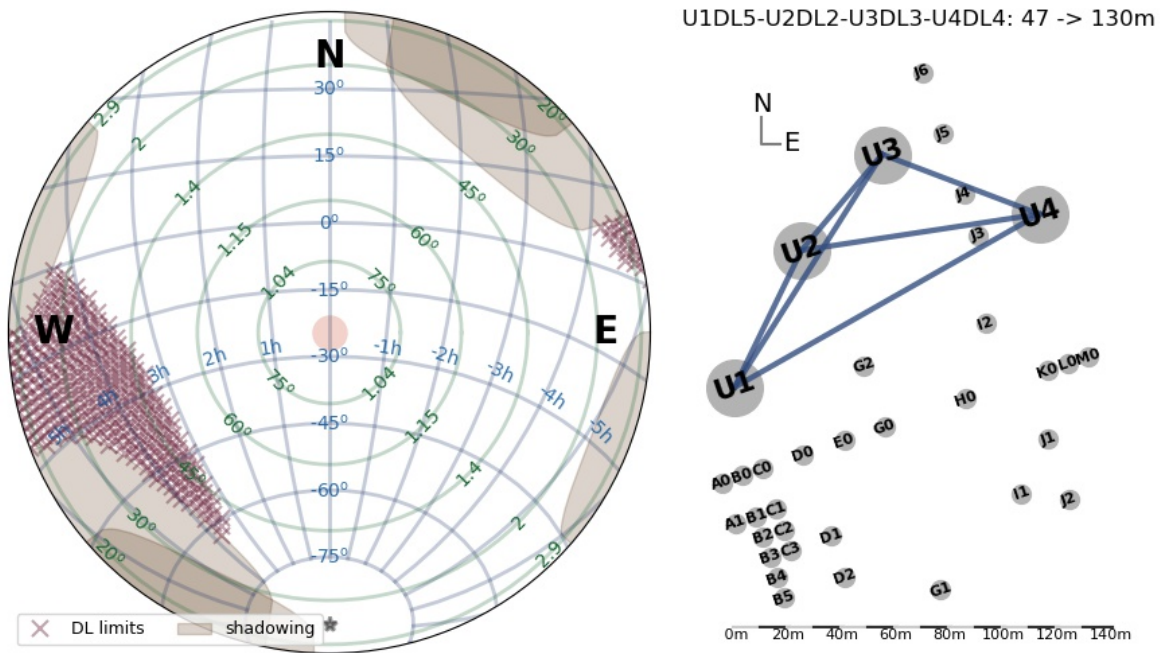 U1DL5-U2DL2-U3DL3-U4DL4: 47 -> 130m
N
2.9
20°
30°
2
30°
15°
1.4
45°
1.15
0°
60°
1.04
75°
-15°
W
E
2h
1h
-30°
-1h
-2h
-3h
-4h
-5h
3h
4h
5h
75°
1.04
60°
-45°
1.15
45°
-60°
1.4
30°
2
20°
-75°
2.9
DL limits
shadowing
J6
N
E
J5
U3
J4
U4
J3
U2
I2
G2
K0 L0 M0
U1
H0
G0
E0
J1
D0
A0 B0 C0
I1
J2
A1 B1 C1
B2 C2
D1
B3 C3
B4
D2
G1
B5
0m 20m 40m 60m 80m 100m 120m 140m